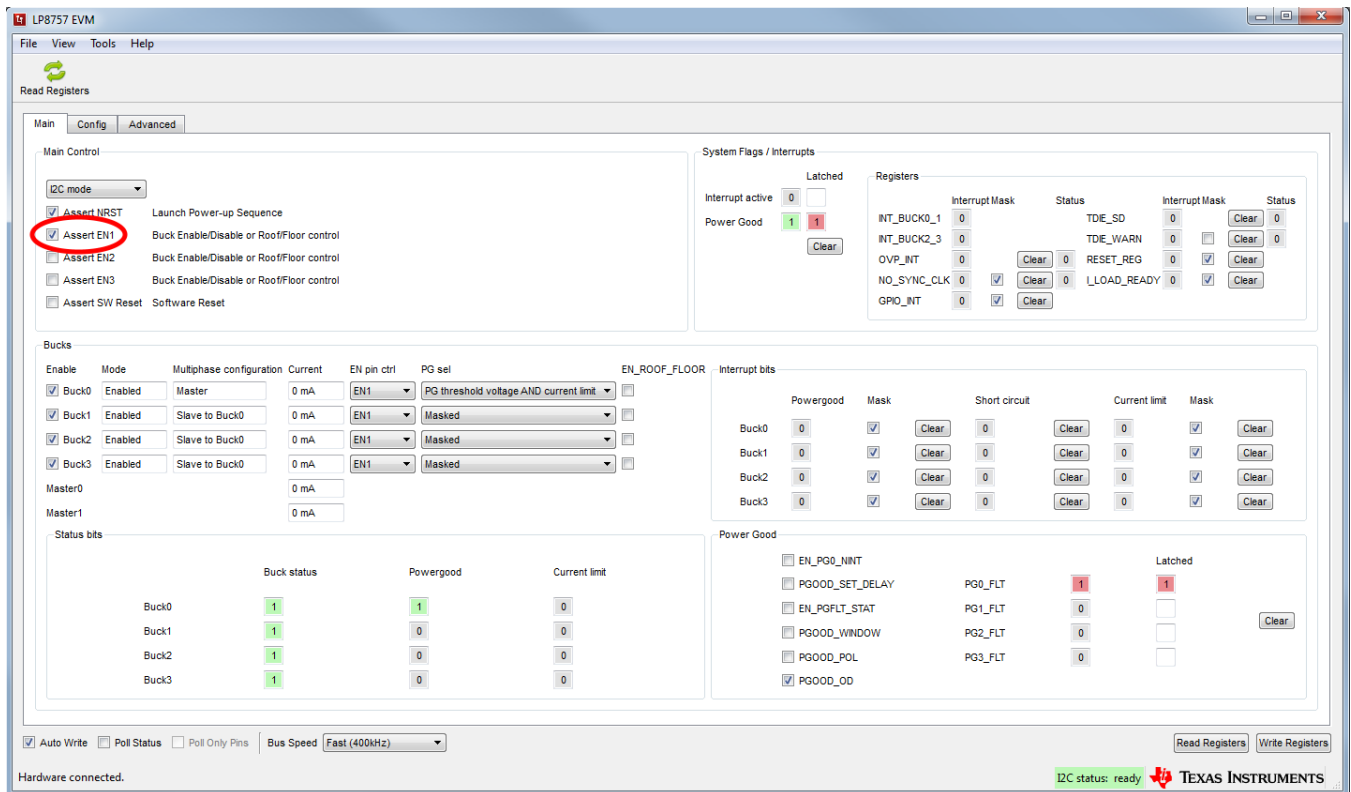 LP8757 EVM
File View Tools Help
Read Registers
Main Config Advanced
Main Control
I2C mode
Assert NRST Launch Power-up Sequence
Assert EN1 Buck Enable/Disable or Roof/Floor control
Assert EN2 Buck Enable/Disable or Roof/Floor control
Assert EN3 Buck Enable/Disable or Roof/Floor control
Assert SW Reset Software Reset
System Flags / Interrupts
Latched
Interrupt active 0
Power Good 1 1
Clear
Registers
Interrupt Mask Status Interrupt Mask Status
INT_BUCK0_1 0 TDIE_SD 0 Clear 0
INT_BUCK2_3 0 TDIE_WARN 0 Clear 0
OVP_INT 0 Clear 0 RESET_REG 0 Clear
NO_SYNC_CLK 0 Clear 0 I_LOAD_READY 0 Clear
GPIO_INT 0 Clear
Bucks
Enable Mode Multiphase configuration Current EN pin ctrl PG sel EN_ROOF_FLOOR
Buck0 Enabled Master 0 mA EN1 PG threshold voltage AND current limit
Buck1 Enabled Slave to Buck0 0 mA EN1 Masked
Buck2 Enabled Slave to Buck0 0 mA EN1 Masked
Buck3 Enabled Slave to Buck0 0 mA EN1 Masked
Master0 0 mA
Master1 0 mA
Interrupt bits
Powergood Mask Short circuit Current limit Mask
Buck0 0 Clear 0 Clear 0 Clear
Buck1 0 Clear 0 Clear 0 Clear
Buck2 0 Clear 0 Clear 0 Clear
Buck3 0 Clear 0 Clear 0 Clear
Status bits
Buck status Powergood Current limit
Buck0 1 1 0
Buck1 1 0 0
Buck2 1 0 0
Buck3 1 0 0
Power Good
EN_PG0_NINT Latched
PGOOD_SET_DELAY PG0_FLT 1 1
EN_PGFLT_STAT PG1_FLT 0
Clear
PGOOD_WINDOW PG2_FLT 0
PGOOD_POL PG3_FLT 0
PGOOD_OD
Auto Write Poll Status Poll Only Pins Bus Speed Fast (400kHz) Read Registers Write Registers
Hardware connected. I2C status: ready TEXAS INSTRUMENTS